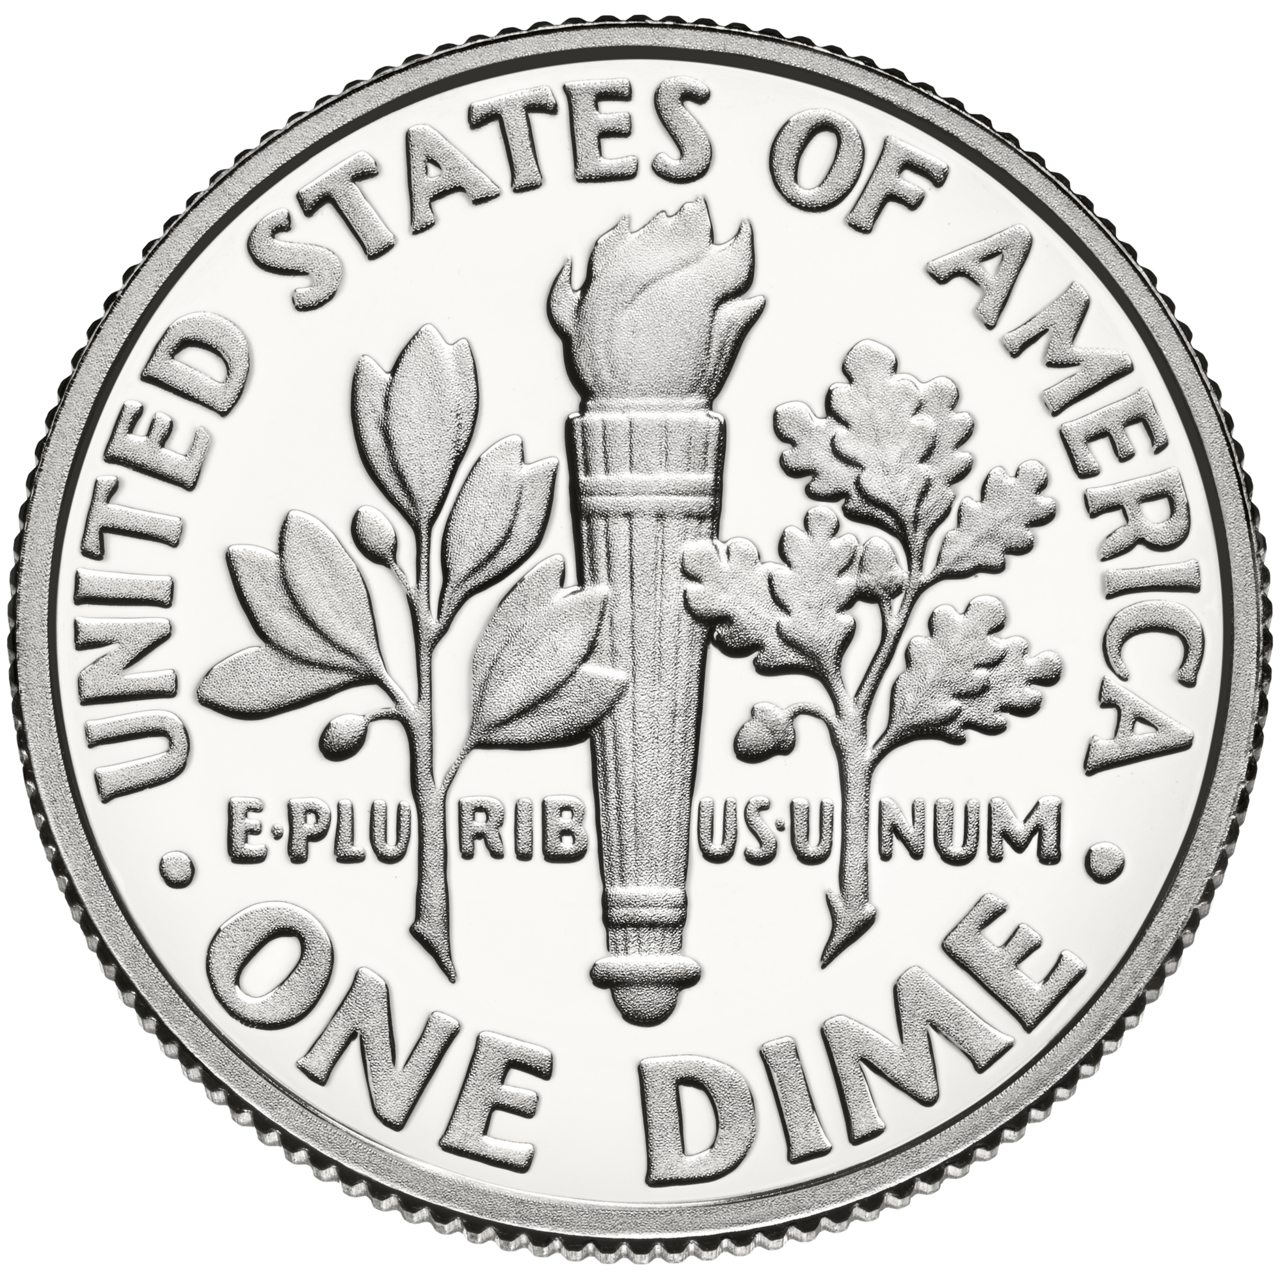 UNITED STATES OF AMERICA
E·PLURIBUS·UNUM
· ONE DIME ·